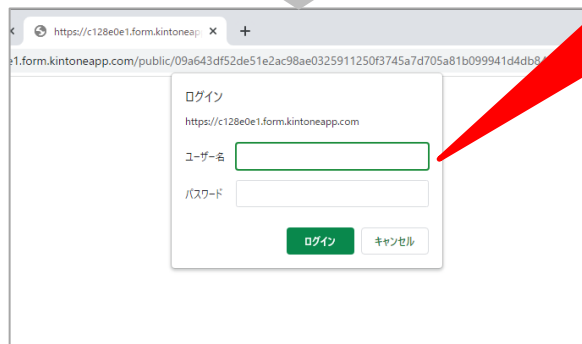 https://c128e0e1.form.kintoneap
e1.form.kintoneapp.com/public/09a643df52de51e2ac98ae0325911250f3745a7d705a81b099941d4db84
ログイン
https://c128e0e1.form.kintoneapp.com
ユーザー名
パスワード
ログイン キャンセル